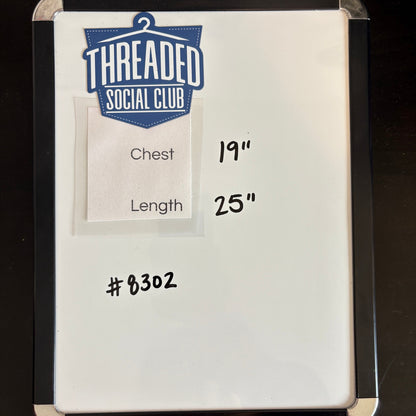 THREADED
SOCIAL CLUB
Chest 19"
Length 25"
#8302